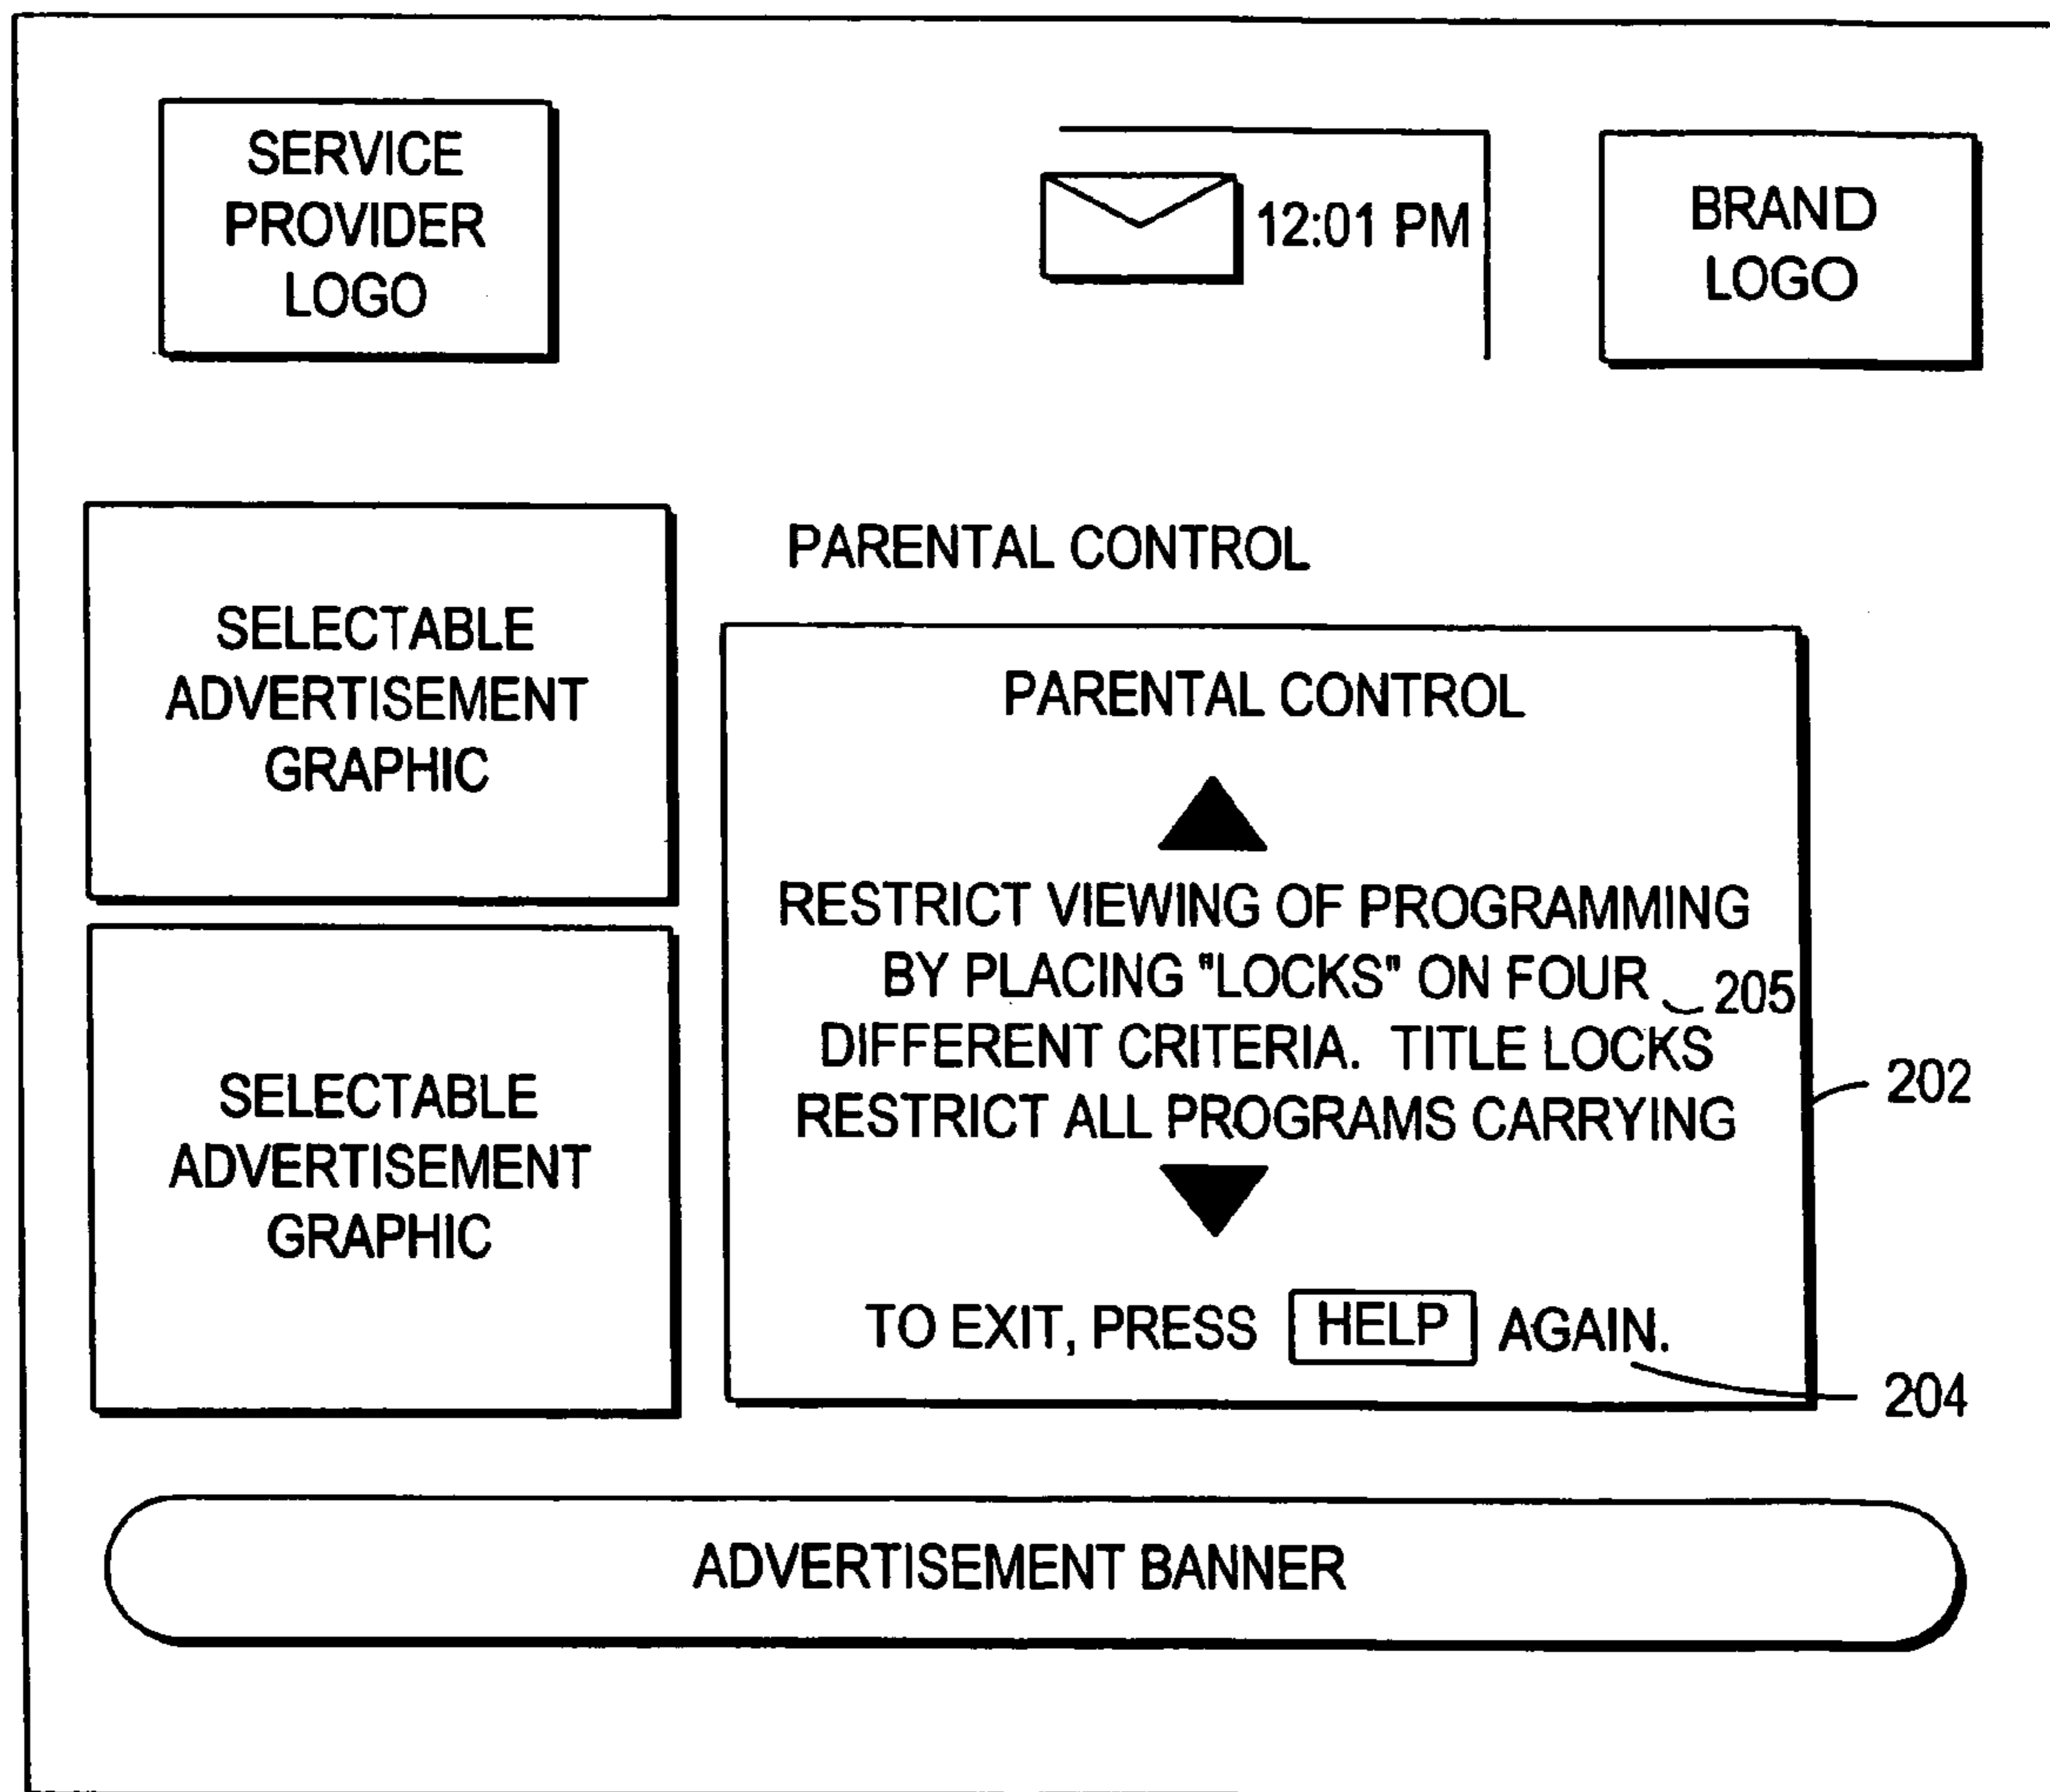 SERVICE
PROVIDER
LOGO
12:01 PM
BRAND
LOGO
SELECTABLE
ADVERTISEMENT
GRAPHIC
SELECTABLE
ADVERTISEMENT
GRAPHIC
PARENTAL CONTROL
PARENTAL CONTROL
RESTRICT VIEWING OF PROGRAMMING
BY PLACING "LOCKS" ON FOUR
205
DIFFERENT CRITERIA. TITLE LOCKS
RESTRICT ALL PROGRAMS CARRYING
202
TO EXIT, PRESS HELP AGAIN.
204
ADVERTISEMENT BANNER